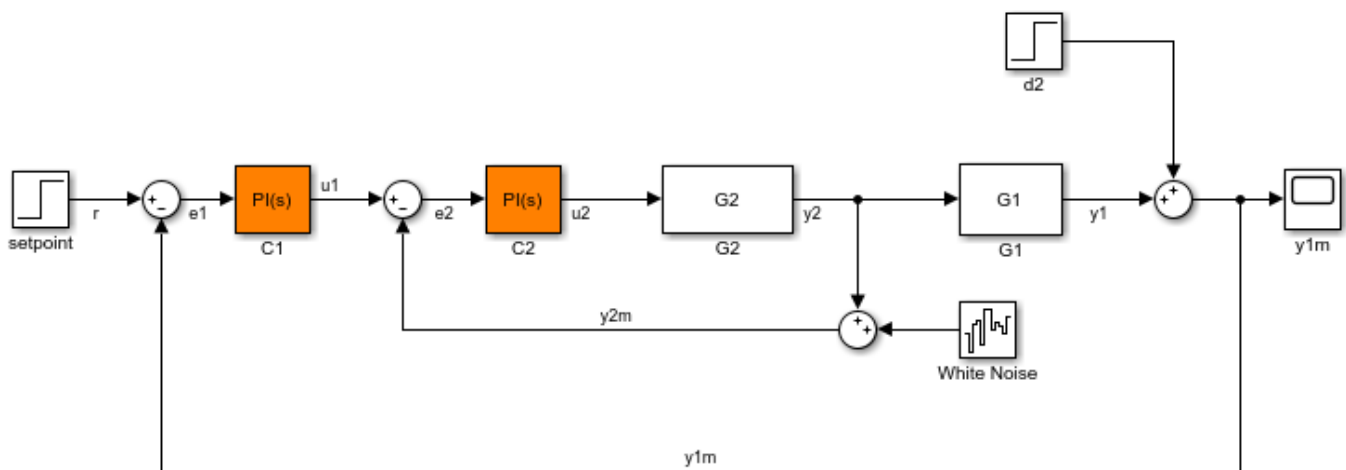 d2
PI(s)
u1
PI(s)
G2
G1
r
e1
e2
u2
y2
y1
setpoint
C1
C2
G2
G1
y1m
y2m
White Noise
y1m